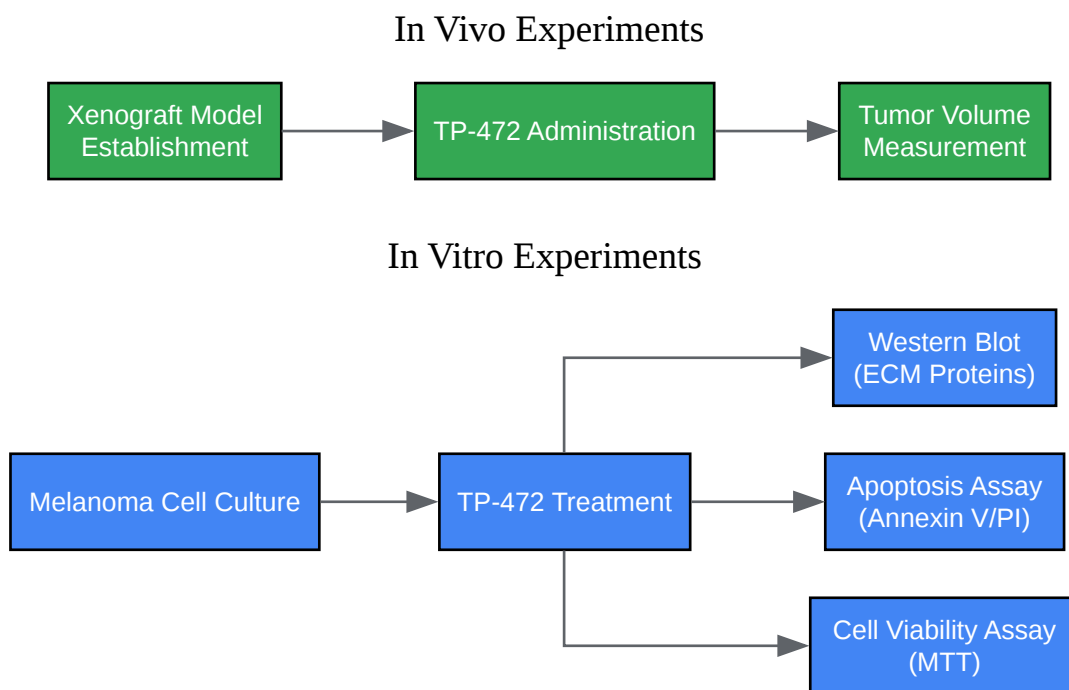 In Vivo Experiments
Xenograft Model
Establishment
TP-472 Administration
Tumor Volume
Measurement
In Vitro Experiments
Western Blot
(ECM Proteins)
Melanoma Cell Culture
TP-472 Treatment
Apoptosis Assay
(Annexin V/PI)
Cell Viability Assay
(MTT)